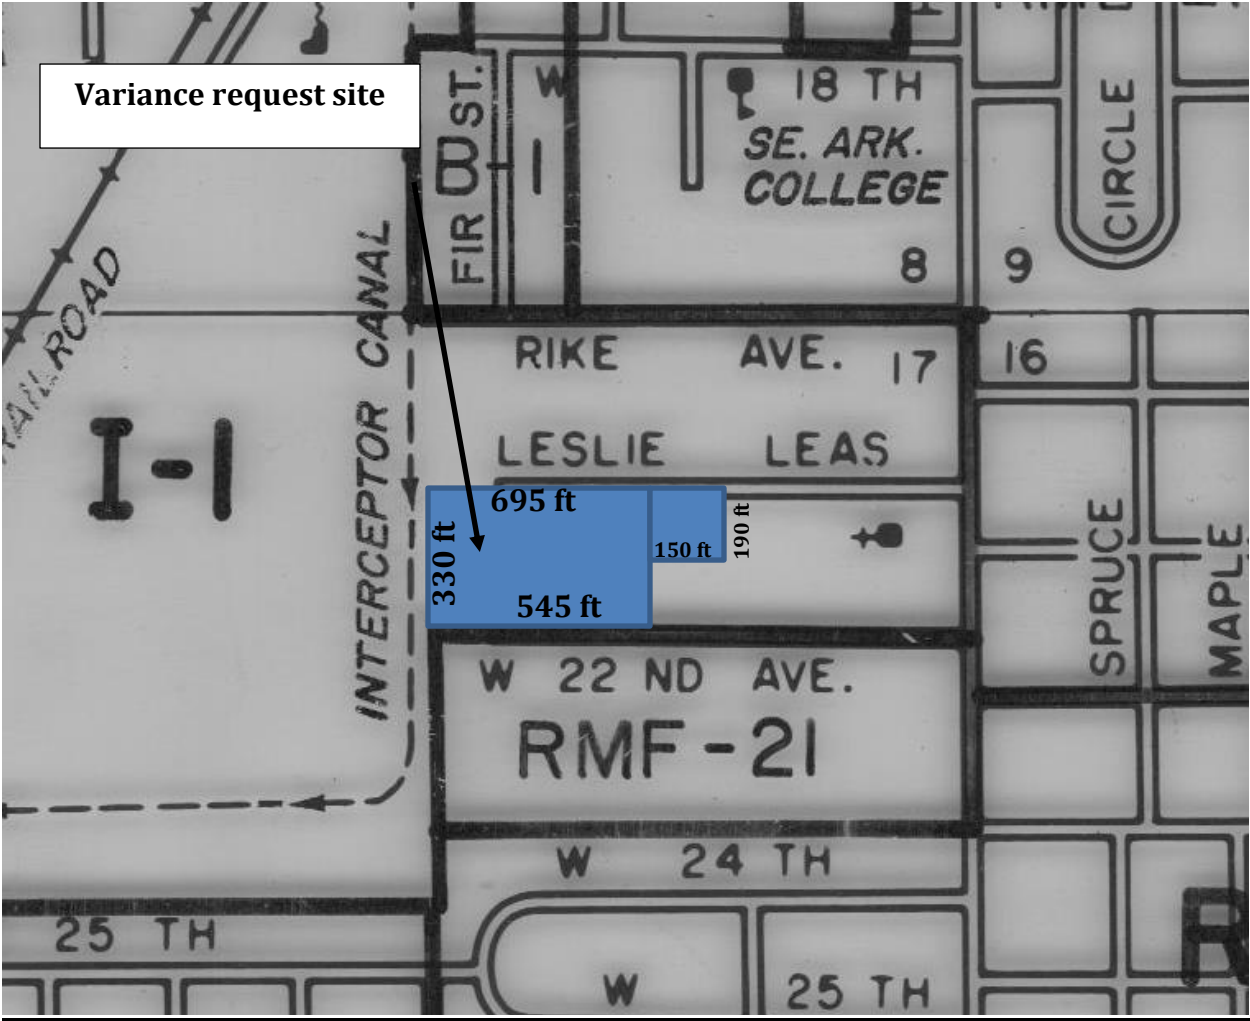 Variance request site
FIR ST.
B-1
W 18 TH
SE. ARK.
COLLEGE
CIRCLE
8
9
RAILROAD
INTERCEPTOR CANAL
RIKE AVE.
17
16
I-1
LESLIE LEAS
695 ft
330 ft
150 ft
190 ft
545 ft
SPRUCE
MAPLE
W 22 ND AVE.
RMF-21
W 24 TH
25 TH
W 25 TH
R